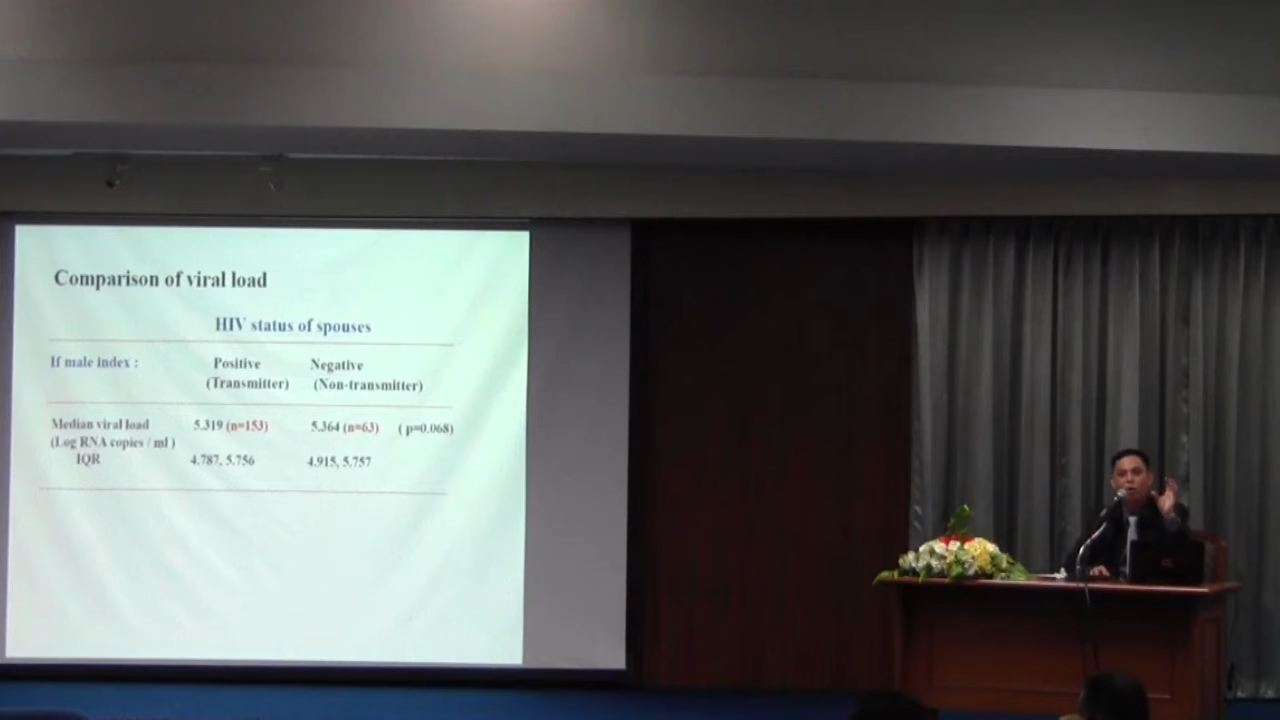 Comparison of viral load
HIV status of spouses
If male index : Positive Negative
(Transmitter) (Non-transmitter)
Median viral load 5.319 (n=153) 5.364 (n=63) ( p=0.068)
(Log RNA copies / ml )
IQR 4.787, 5.756 4.915, 5.757